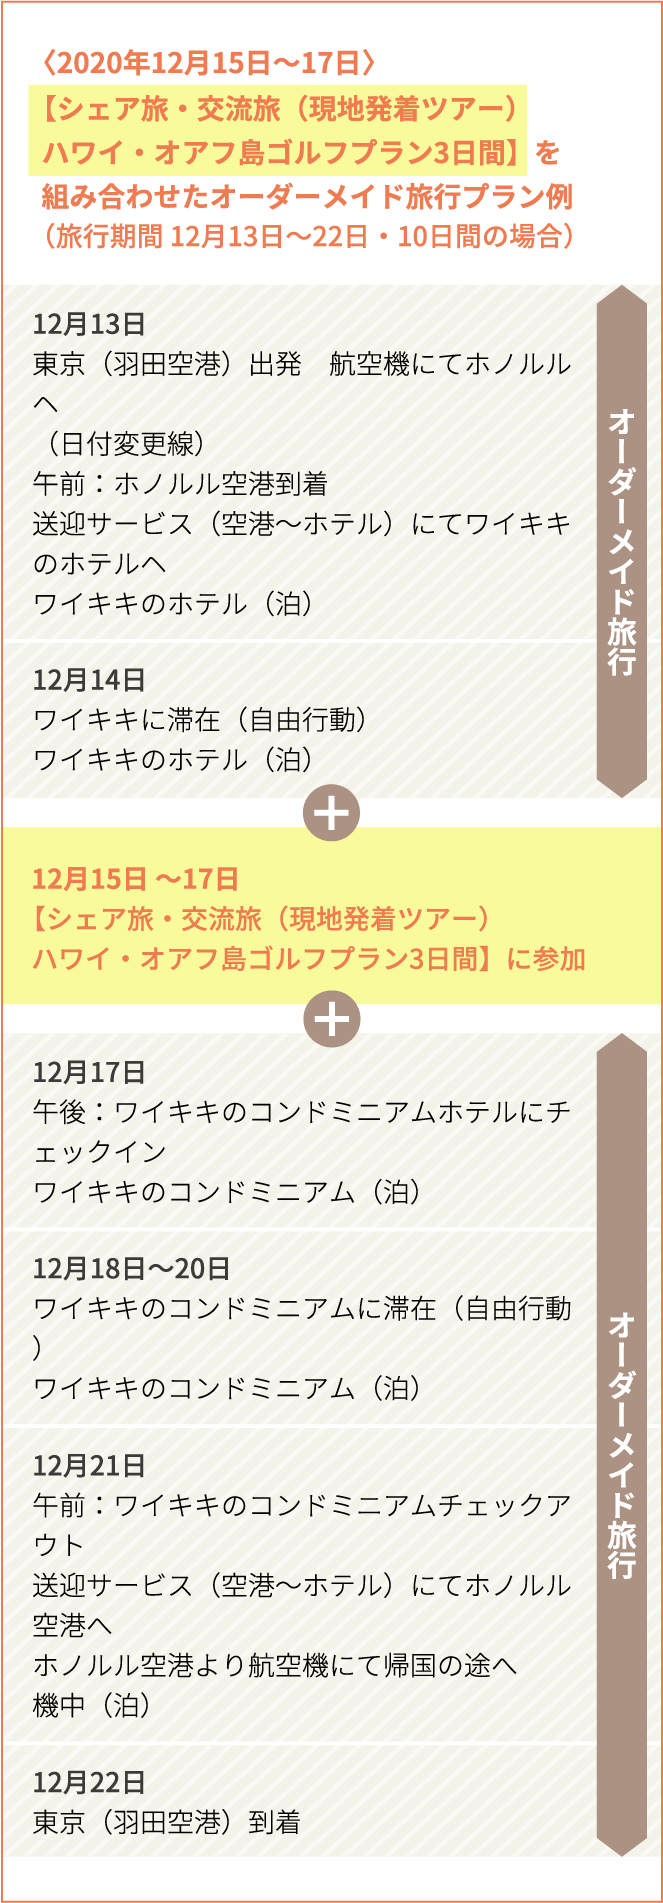 〈2020年12月15日～17日〉
【シェア旅・交流旅（現地発着ツアー）
ハワイ・オアフ島ゴルフプラン3日間】を
組み合わせたオーダーメイド旅行プラン例
（旅行期間 12月13日～22日・10日間の場合）
12月13日
東京（羽田空港）出発　航空機にてホノルル
へ
（日付変更線）
午前：ホノルル空港到着
送迎サービス（空港～ホテル）にてワイキキ
のホテルへ
ワイキキのホテル（泊）
12月14日
ワイキキに滞在（自由行動）
ワイキキのホテル（泊）
オーダーメイド旅行
+
12月15日 ～17日
【シェア旅・交流旅（現地発着ツアー）
ハワイ・オアフ島ゴルフプラン3日間】に参加
+
12月17日
午後：ワイキキのコンドミニアムホテルにチ
ェックイン
ワイキキのコンドミニアム（泊）
12月18日～20日
ワイキキのコンドミニアムに滞在（自由行動
）
ワイキキのコンドミニアム（泊）
12月21日
午前：ワイキキのコンドミニアムチェックア
ウト
送迎サービス（空港～ホテル）にてホノルル
空港へ
ホノルル空港より航空機にて帰国の途へ
機中（泊）
12月22日
東京（羽田空港）到着
オーダーメイド旅行